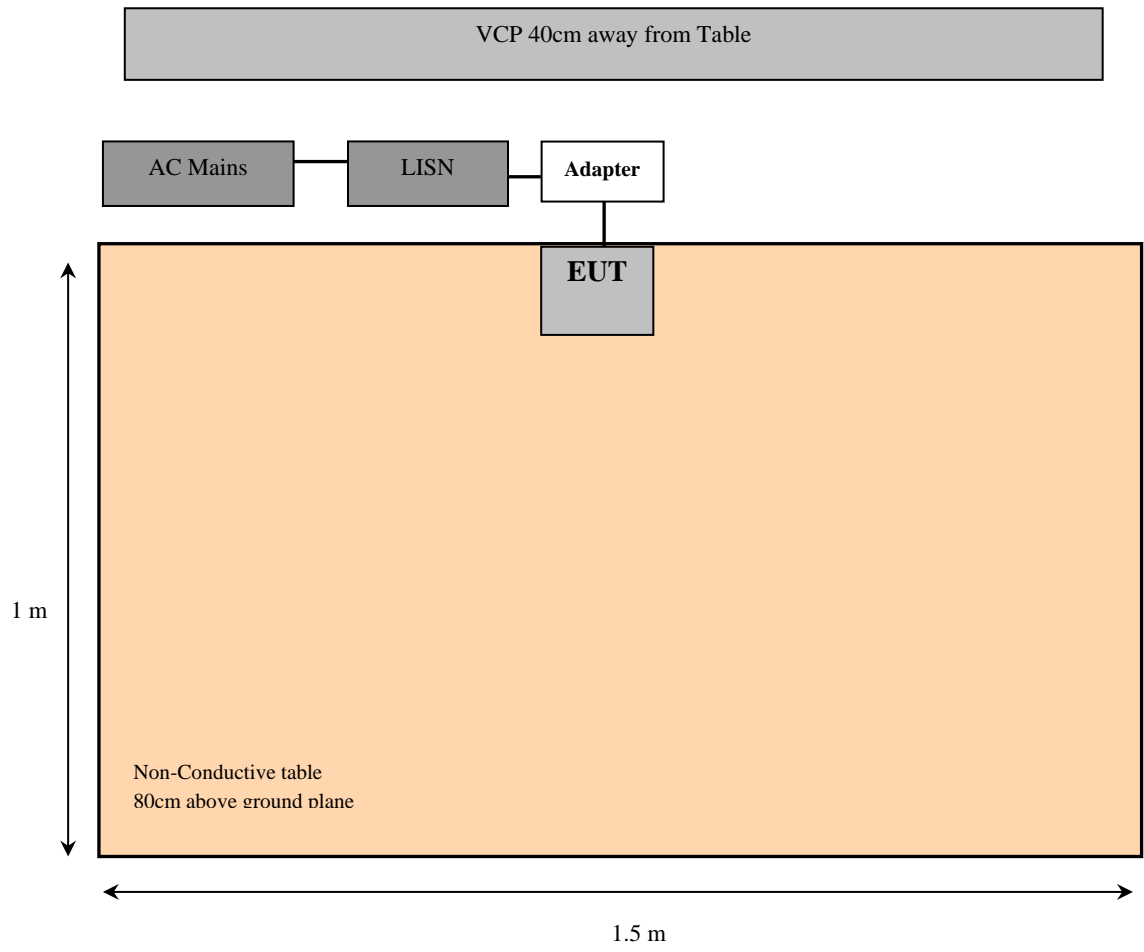 VCP 40cm away from Table
AC Mains
LISN
Adapter
EUT
1 m
Non-Conductive table
80cm above ground plane
1.5 m